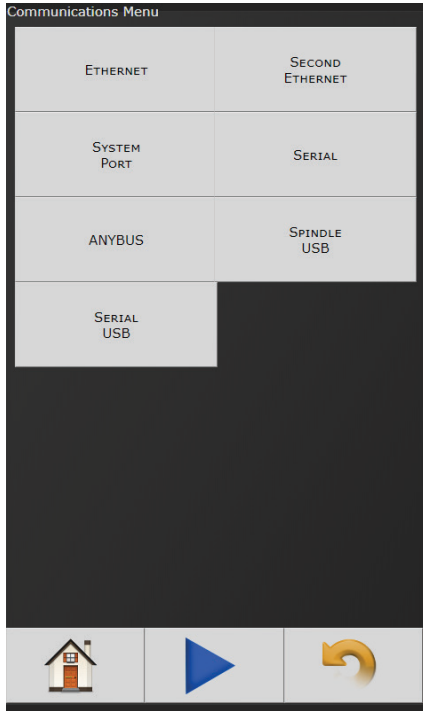 Communications Menu
Ethernet
Second
Ethernet
System
Port
Serial
ANYBUS
Spindle
USB
Serial
USB